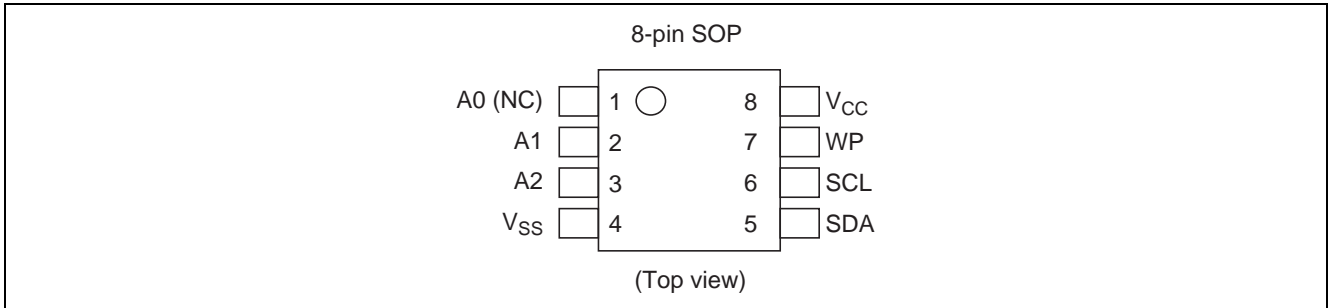 8-pin SOP
A0 (NC) 1 8 VCC
A1 2 7 WP
A2 3 6 SCL
VSS 4 5 SDA
(Top view)